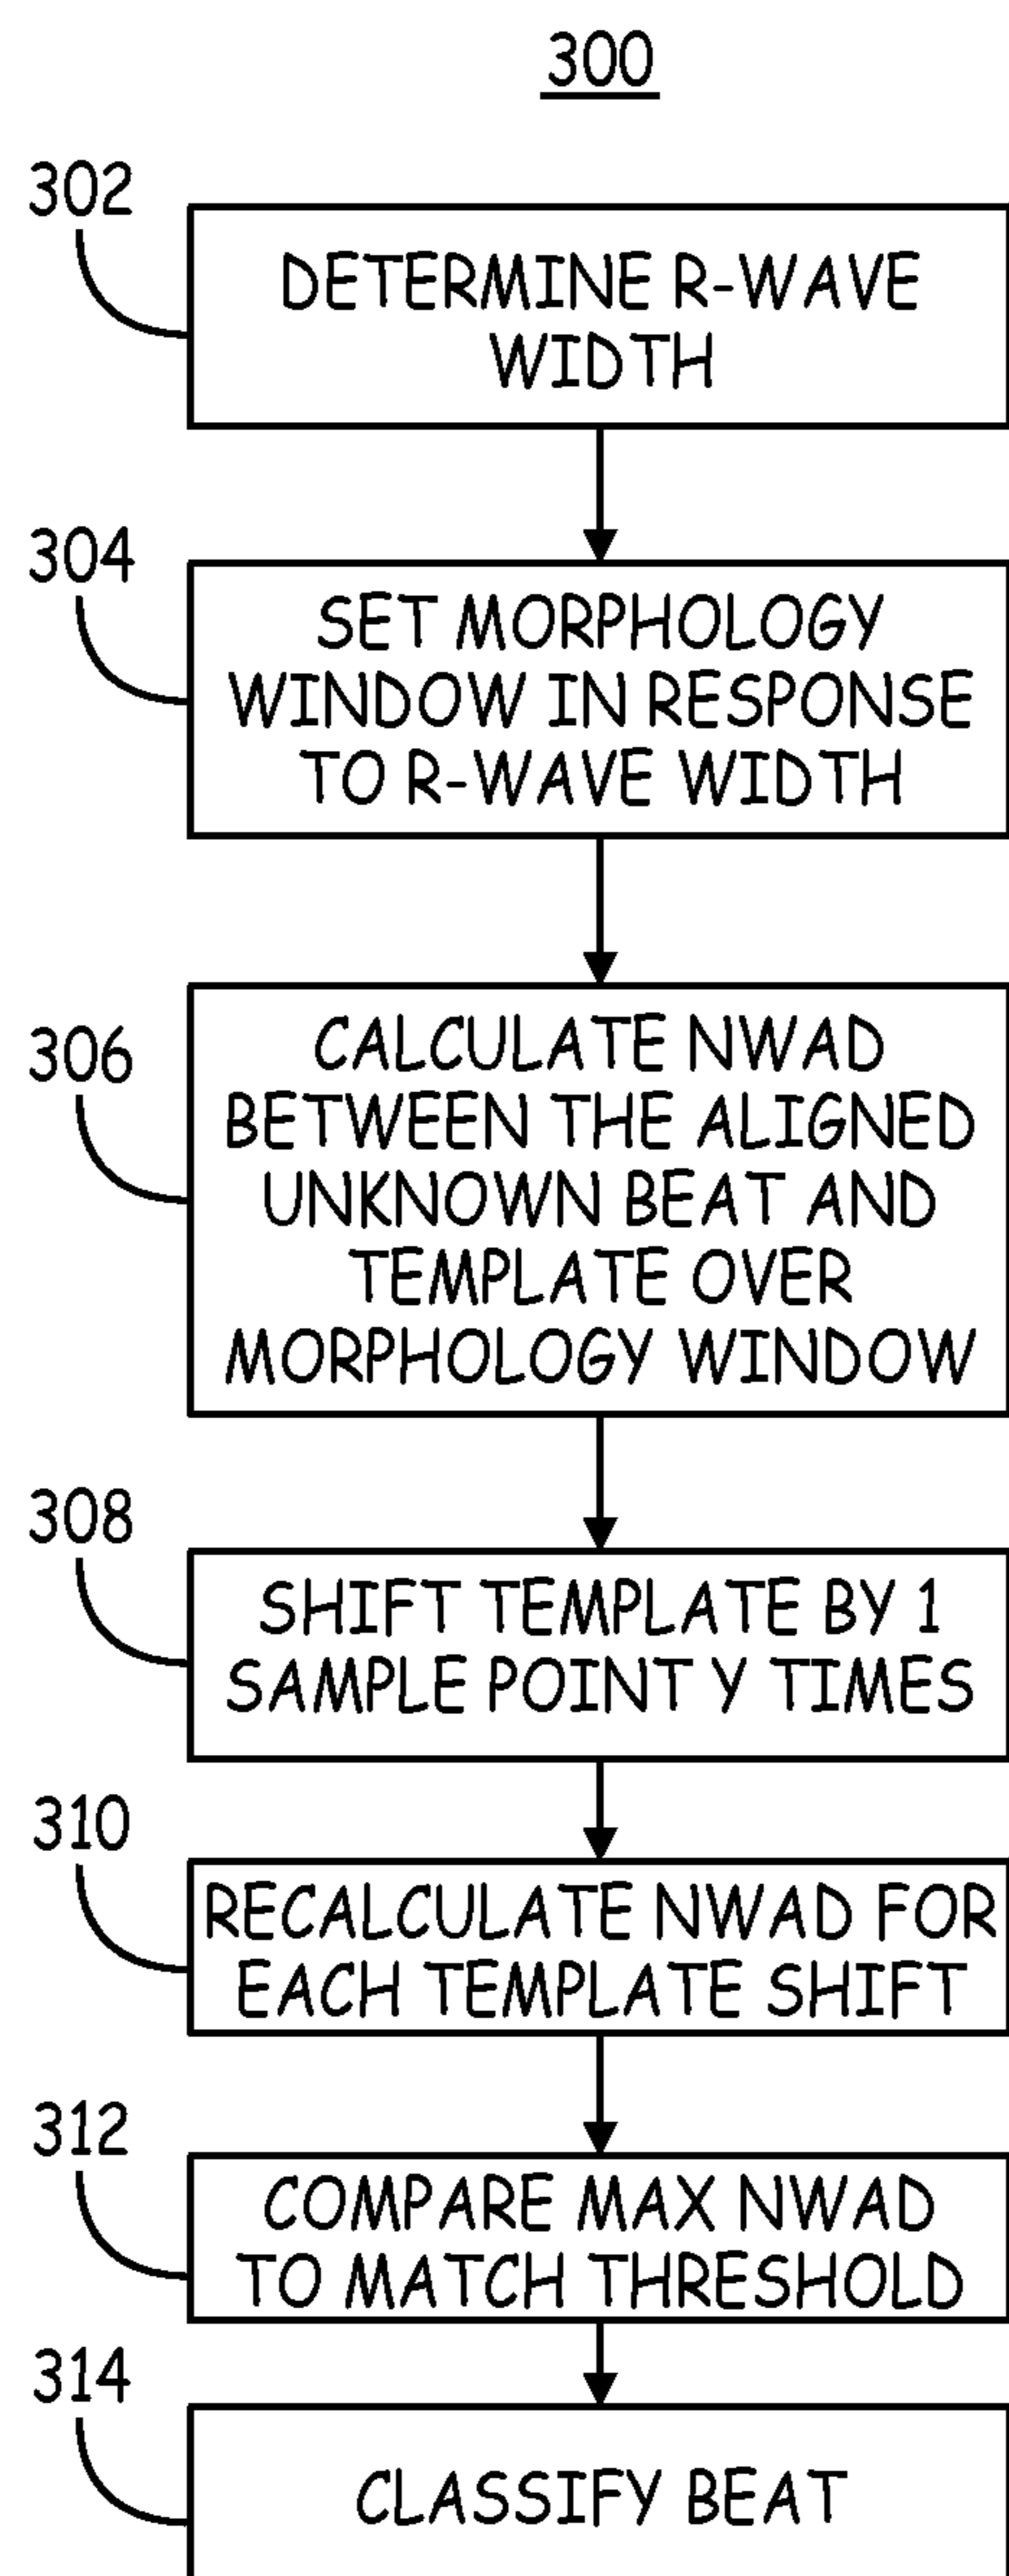 300
302
DETERMINE R-WAVE
WIDTH
304
SET MORPHOLOGY
WINDOW IN RESPONSE
TO R-WAVE WIDTH
306
CALCULATE NWAD
BETWEEN THE ALIGNED
UNKNOWN BEAT AND
TEMPLATE OVER
MORPHOLOGY WINDOW
308
SHIFT TEMPLATE BY 1
SAMPLE POINT Y TIMES
310
RECALCULATE NWAD FOR
EACH TEMPLATE SHIFT
312
COMPARE MAX NWAD
TO MATCH THRESHOLD
314
CLASSIFY BEAT